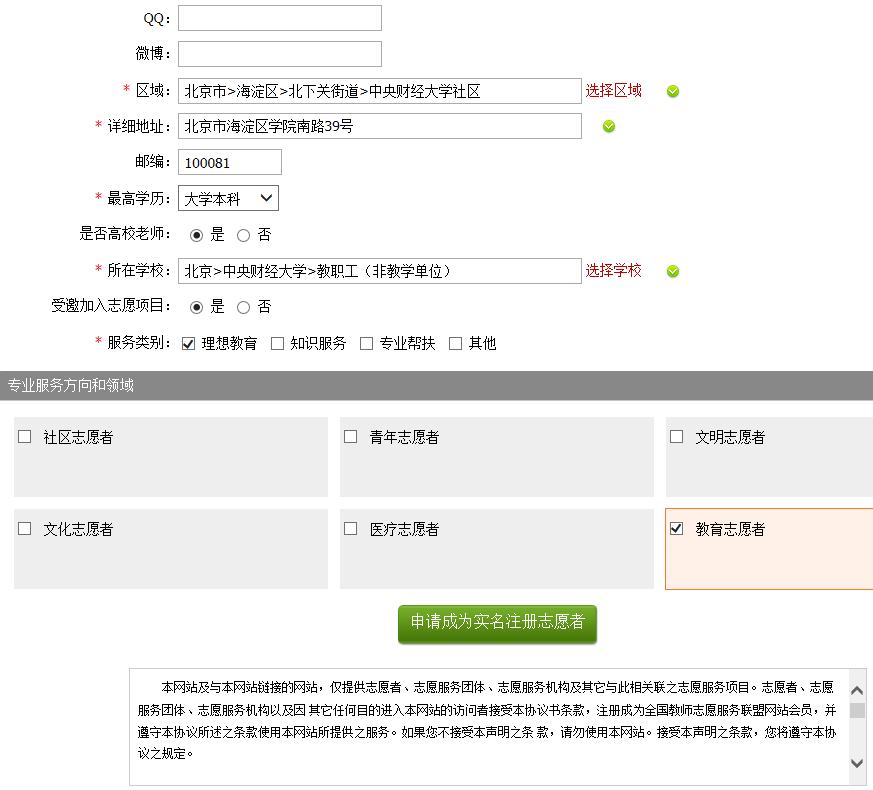 QQ：
微博：
* 区域： 北京市>海淀区>北下关街道>中央财经大学社区 选择区域
* 详细地址： 北京市海淀区学院南路39号
邮编： 100081
* 最高学历： 大学本科
是否高校老师： 是 否
* 所在学校： 北京>中央财经大学>教职工（非教学单位） 选择学校
受邀加入志愿项目： 是 否
* 服务类别： 理想教育 知识服务 专业帮扶 其他
专业服务方向和领域
社区志愿者 青年志愿者 文明志愿者
文化志愿者 医疗志愿者 教育志愿者
申请成为实名注册志愿者
本网站及与本网站链接的网站，仅提供志愿者、志愿服务团体、志愿服务机构及其它与此相关联之志愿服务项目。志愿者、志愿
服务团体、志愿服务机构以及因 其它任何目的进入本网站的访问者接受本协议书条款，注册成为全国教师志愿服务联盟网站会员，并
遵守本协议所述之条款使用本网站所提供之服务。如果您不接受本声明之条 款，请勿使用本网站。接受本声明之条款，您将遵守本协
议之规定。